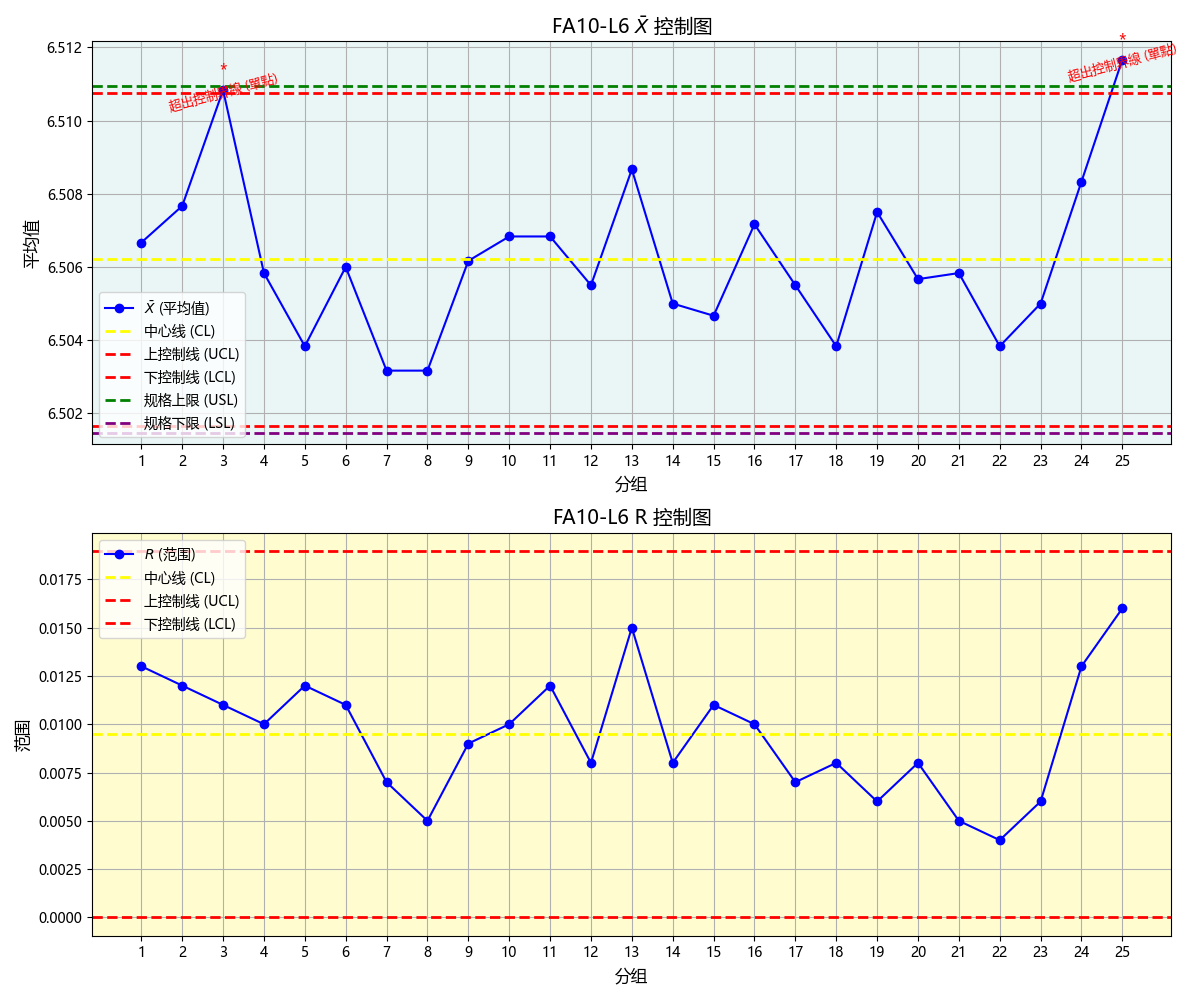 FA10-L6 X̄ 控制图
6.512
6.510
6.508
6.506
6.504
6.502
平均值
*
超出控制界線 (單點)
*
超出控制界線 (單點)
X̄ (平均值)
中心线 (CL)
上控制线 (UCL)
下控制线 (LCL)
规格上限 (USL)
规格下限 (LSL)
1 2 3 4 5 6 7 8 9 10 11 12 13 14 15 16 17 18 19 20 21 22 23 24 25
分组
FA10-L6 R 控制图
0.0175
0.0150
0.0125
0.0100
0.0075
0.0050
0.0025
0.0000
范围
R (范围)
中心线 (CL)
上控制线 (UCL)
下控制线 (LCL)
1 2 3 4 5 6 7 8 9 10 11 12 13 14 15 16 17 18 19 20 21 22 23 24 25
分组